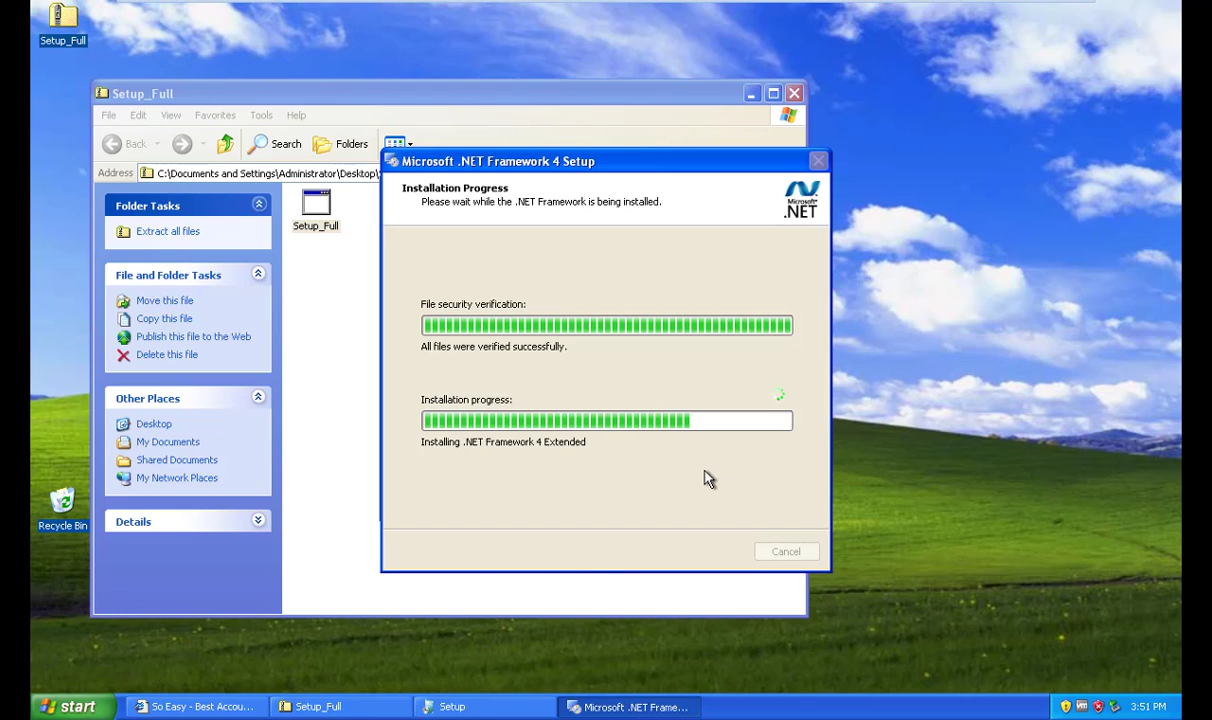 Setup_Full
Setup_Full
File Edit View Favorites Tools Help
Back Search Folders
Address C:\Documents and Settings\Administrator\Desktop\
Folder Tasks
Extract all files
File and Folder Tasks
Move this file
Copy this file
Publish this file to the Web
Delete this file
Other Places
Desktop
My Documents
Shared Documents
My Network Places
Details
Setup_Full
Microsoft .NET Framework 4 Setup
Installation Progress
Please wait while the .NET Framework is being installed.
Microsoft
.NET
File security verification:
All files were verified successfully.
Installation progress:
Installing .NET Framework 4 Extended
Cancel
Recycle Bin
start So Easy - Best Accou... Setup_Full Setup Microsoft .NET Frame... 3:51 PM